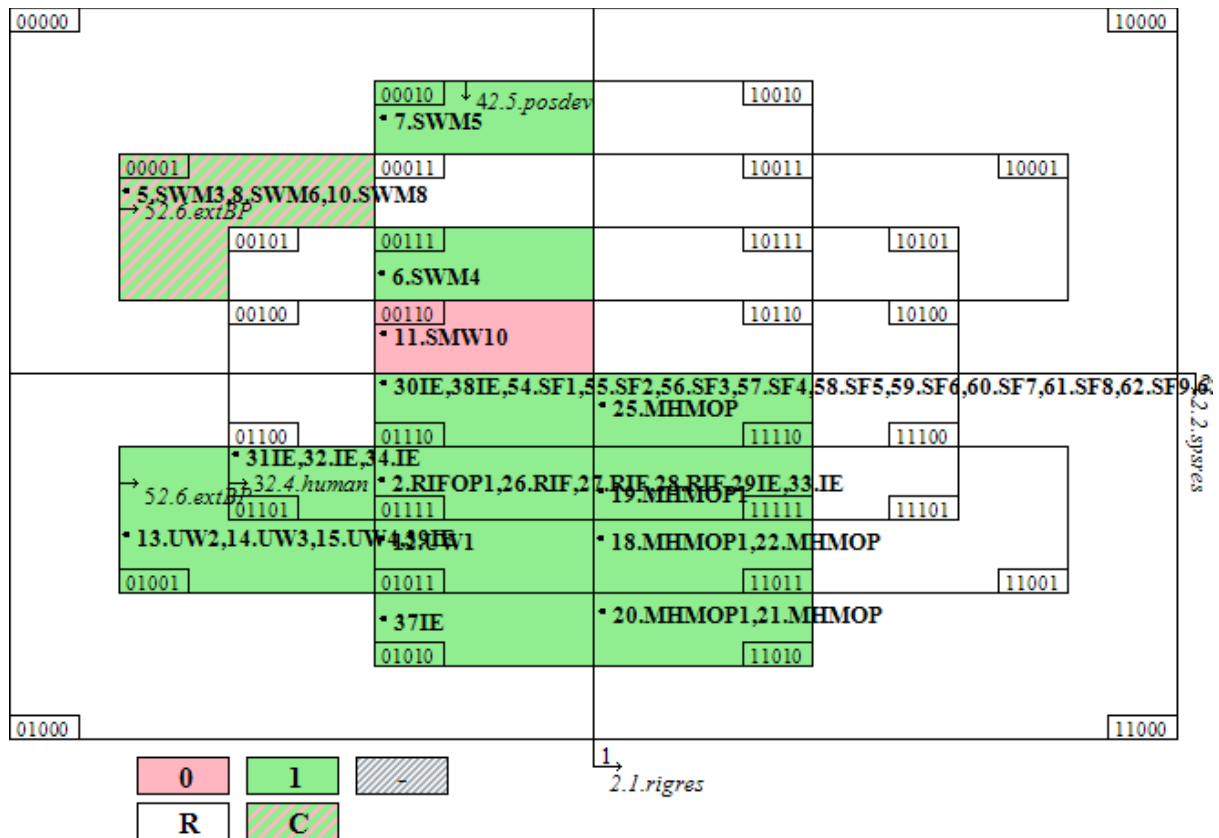 00000 10000
00010 42.5.posdev 10010
7.SWM5
00001 00011 10011 10001
5.SWM3,8.SWM6,10.SWM8
52.6.extBP
00101 00111 10111 10101
6.SWM4
00100 00110 10110 10100
11.SMW10
30IE,38IE,54.SF1,55.SF2,56.SF3,57.SF4,58.SF5,59.SF6,60.SF7,61.SF8,62.SF9,63
25.MHMOP
2.2.sysres
01100 01110 11110 11100
31IE,32.IE,34.IE
52.6.extBP 32.4.human 2.RIFOP1,26.RIF,27.RIF,28.RIF,29IE,33.IE
19.MHMOP1
01101 01111 11111 11101
13.UW2,14.UW3,15.UW4,39IE 12.UW1 18.MHMOP1,22.MHMOP
01001 01011 11011 11001
37IE 20.MHMOP1,21.MHMOP
01010 11010
01000 11000
1
2.1.rigres
0 1 -
R C